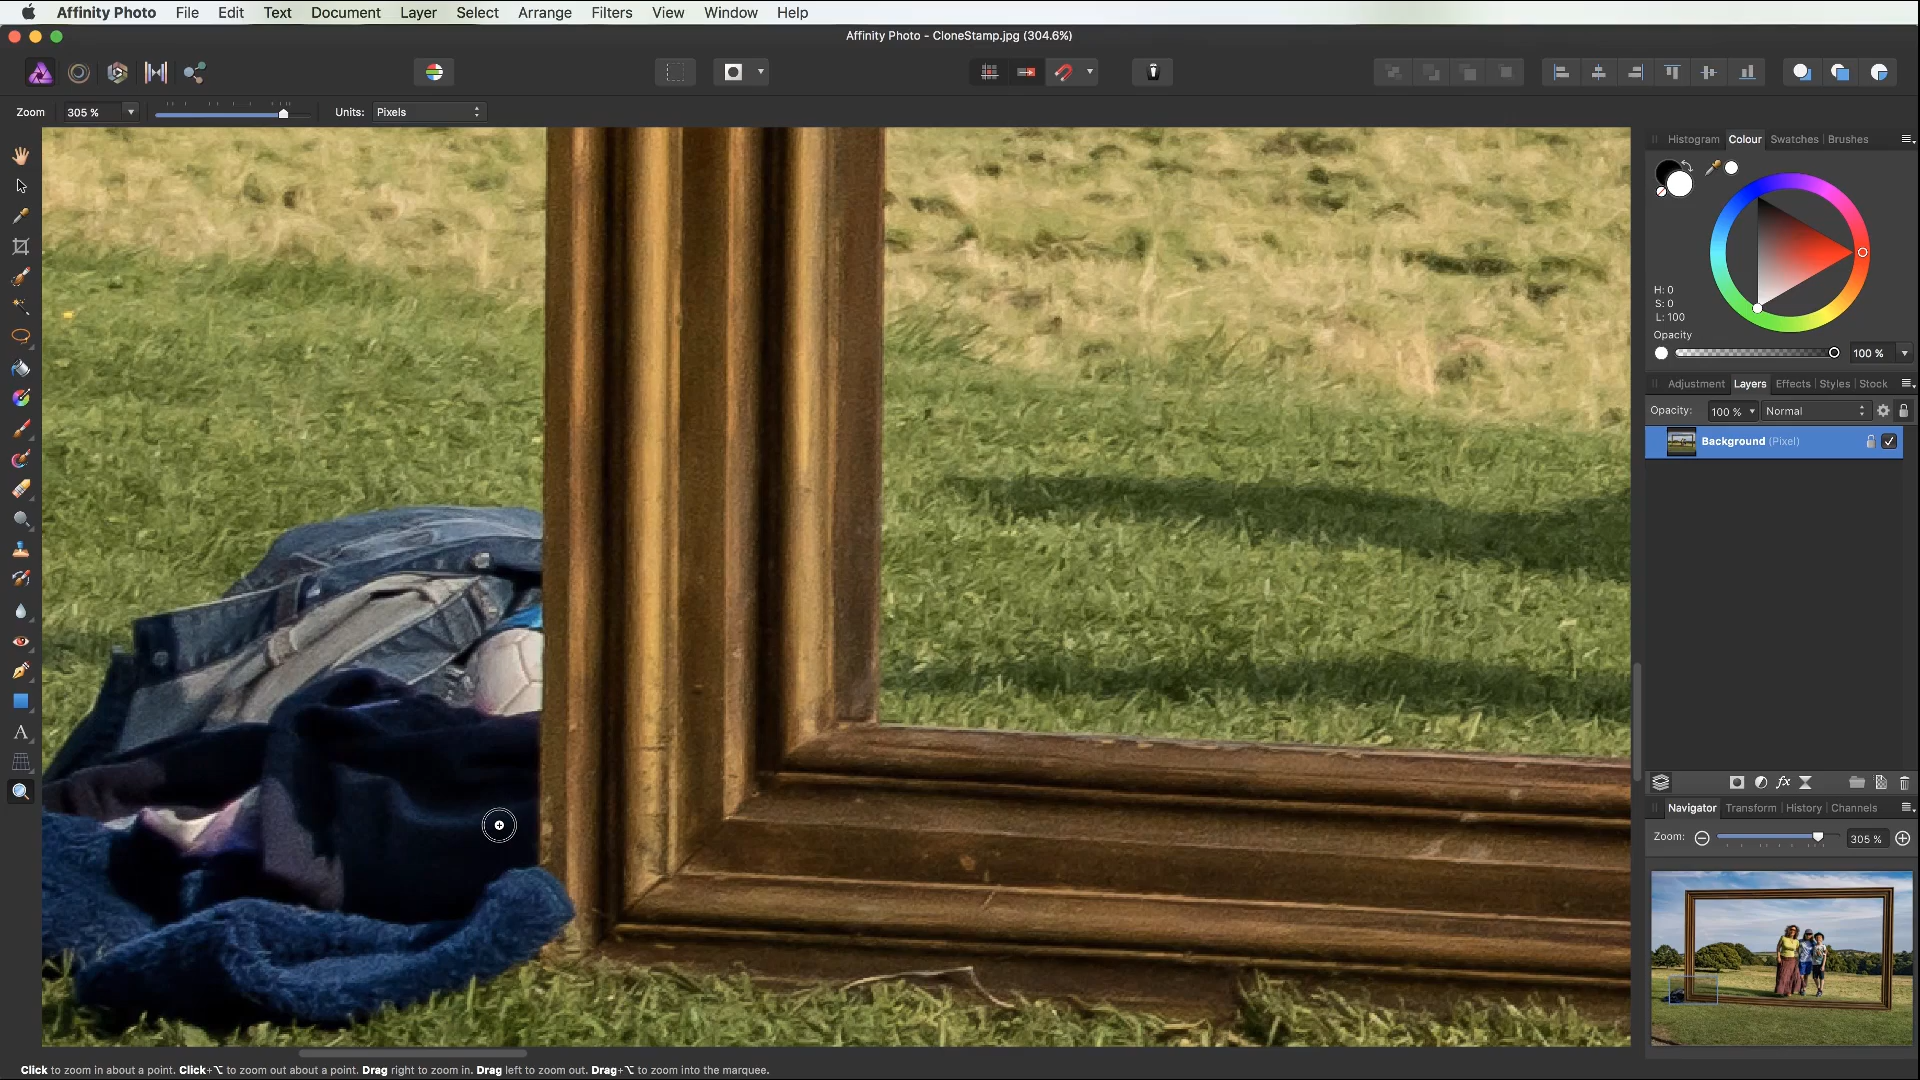 Affinity Photo File Edit Text Document Layer Select Arrange Filters View Window Help
Affinity Photo - CloneStamp.jpg (304.6%)
Zoom 305 % Units: Pixels
Histogram Colour Swatches Brushes
H: 0
S: 0
L: 100
Opacity
100 %
Adjustment Layers Effects Styles Stock
Opacity: 100 % Normal
Background (Pixel)
fx
A
Navigator Transform History Channels
Zoom: 305 %
Click to zoom in about a point. Click+⌥ to zoom out about a point. Drag right to zoom in. Drag left to zoom out. Drag+⌥ to zoom into the marquee.